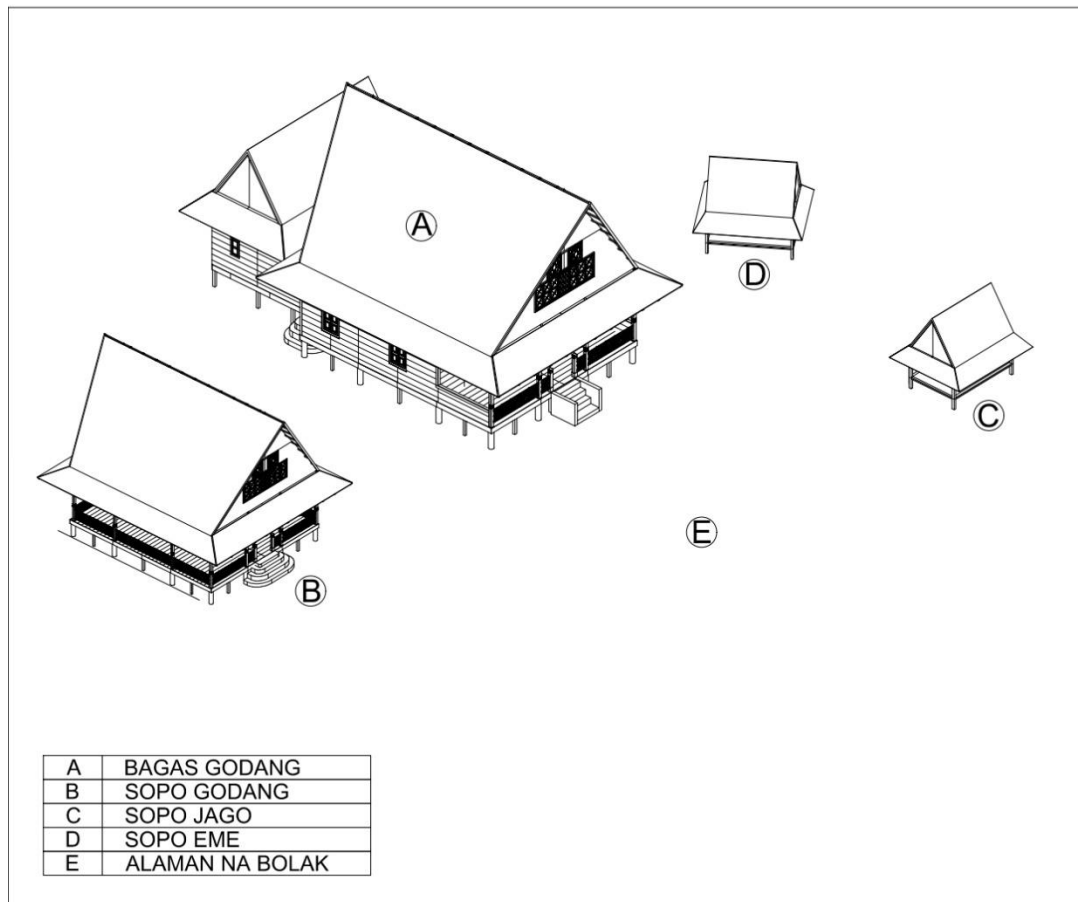 A
D
C
E
B
A BAGAS GODANG
B SOPO GODANG
C SOPO JAGO
D SOPO EME
E ALAMAN NA BOLAK